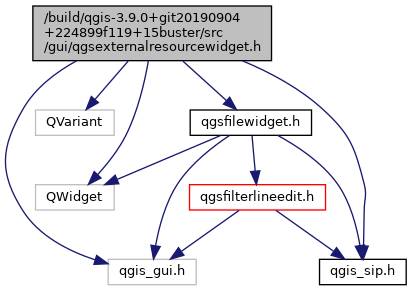 /build/qgis-3.9.0+git20190904
+224899f119+15buster/src
/gui/qgsexternalresourcewidget.h
QVariant
qgsfilewidget.h
QWidget
qgsfilterlineedit.h
qgis_gui.h
qgis_sip.h